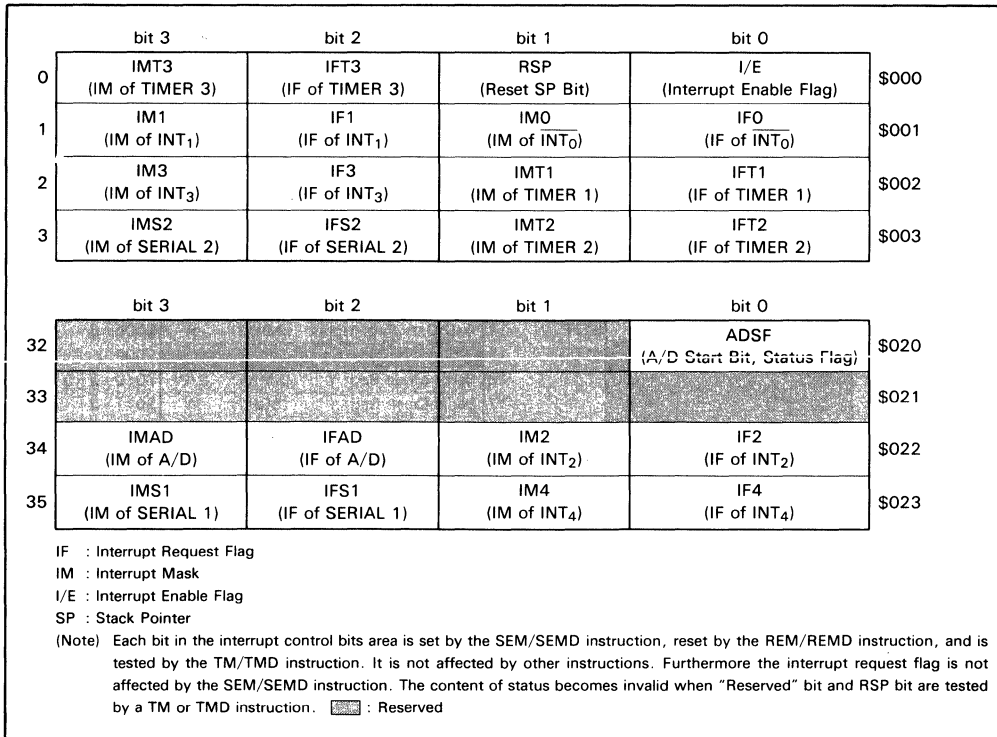 bit 3 bit 2 bit 1 bit 0
0 IMT3 IFT3 RSP I/E $000
(IM of TIMER 3) (IF of TIMER 3) (Reset SP Bit) (Interrupt Enable Flag)
1 IM1 IF1 IM0 IF0 $001
(IM of INT₁) (IF of INT₁) (IM of I̅N̅T̅₀̅) (IF of I̅N̅T̅₀̅)
2 IM3 IF3 IMT1 IFT1 $002
(IM of INT₃) (IF of INT₃) (IM of TIMER 1) (IF of TIMER 1)
3 IMS2 IFS2 IMT2 IFT2 $003
(IM of SERIAL 2) (IF of SERIAL 2) (IM of TIMER 2) (IF of TIMER 2)
bit 3 bit 2 bit 1 bit 0
32 ADSF $020
(A/D Start Bit, Status Flag)
33 $021
34 IMAD IFAD IM2 IF2 $022
(IM of A/D) (IF of A/D) (IM of INT₂) (IF of INT₂)
35 IMS1 IFS1 IM4 IF4 $023
(IM of SERIAL 1) (IF of SERIAL 1) (IM of INT₄) (IF of INT₄)
IF : Interrupt Request Flag
IM : Interrupt Mask
I/E : Interrupt Enable Flag
SP : Stack Pointer
(Note) Each bit in the interrupt control bits area is set by the SEM/SEMD instruction, reset by the REM/REMD instruction, and is
tested by the TM/TMD instruction. It is not affected by other instructions. Furthermore the interrupt request flag is not
affected by the SEM/SEMD instruction. The content of status becomes invalid when "Reserved" bit and RSP bit are tested
by a TM or TMD instruction. : Reserved